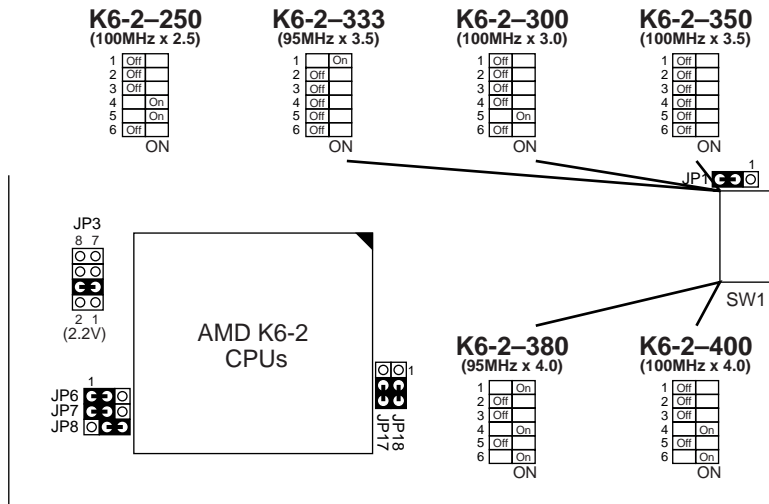 K6-2–250
(100MHz x 2.5)
1 Off
2 Off
3 Off
4 On
5 On
6 Off
ON
K6-2–333
(95MHz x 3.5)
1 On
2 Off
3 Off
4 Off
5 Off
6 Off
ON
K6-2–300
(100MHz x 3.0)
1 Off
2 Off
3 Off
4 Off
5 On
6 Off
ON
K6-2–350
(100MHz x 3.5)
1 Off
2 Off
3 Off
4 Off
5 Off
6 Off
ON
1
JP1
SW1
JP3
8 7
2 1
(2.2V)
AMD K6-2
CPUs
1
JP6
JP7
JP8
1
JP17
JP18
K6-2–380
(95MHz x 4.0)
1 On
2 Off
3 Off
4 On
5 Off
6 On
ON
K6-2–400
(100MHz x 4.0)
1 Off
2 Off
3 Off
4 On
5 Off
6 On
ON